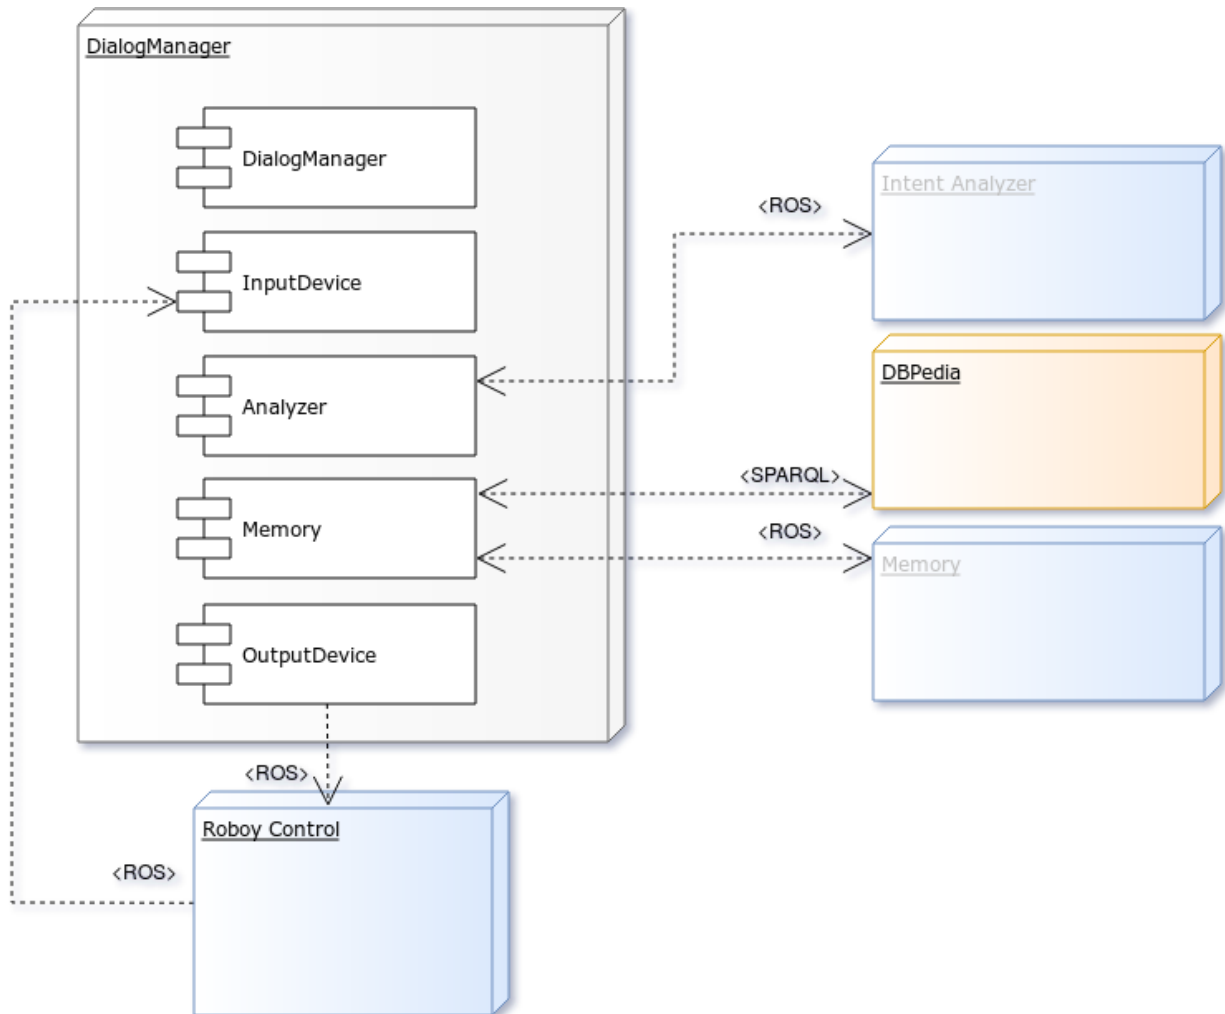 DialogManager
DialogManager
InputDevice
Analyzer
Memory
OutputDevice
<ROS>
Intent Analyzer
DBPedia
<SPARQL>
<ROS>
Memory
<ROS>
Roboy Control
<ROS>